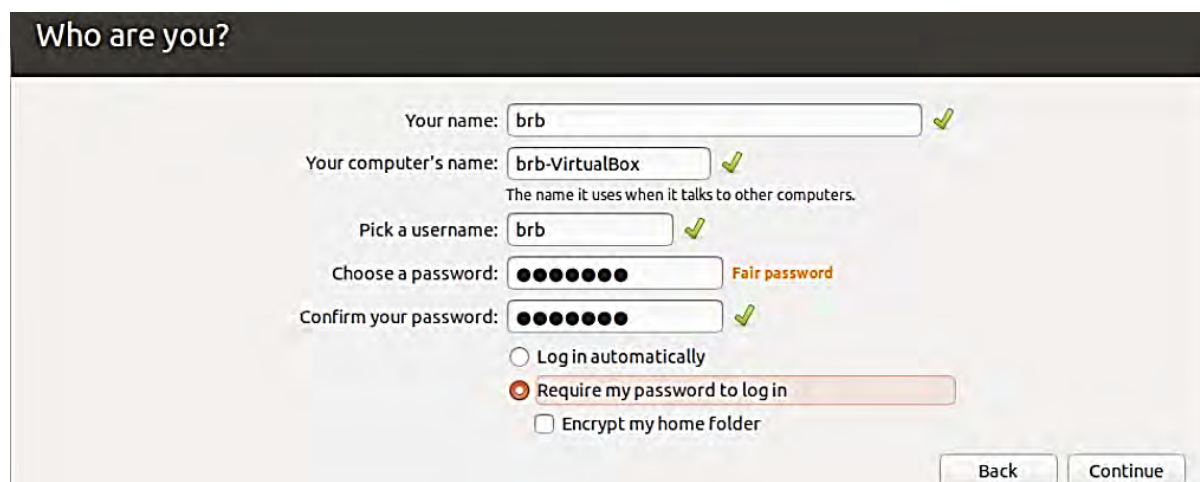 Who are you?
Your name: brb
Your computer's name: brb-VirtualBox
The name it uses when it talks to other computers.
Pick a username: brb
Choose a password: ●●●●●●● Fair password
Confirm your password: ●●●●●●●
Log in automatically
Require my password to log in
Encrypt my home folder
Back Continue